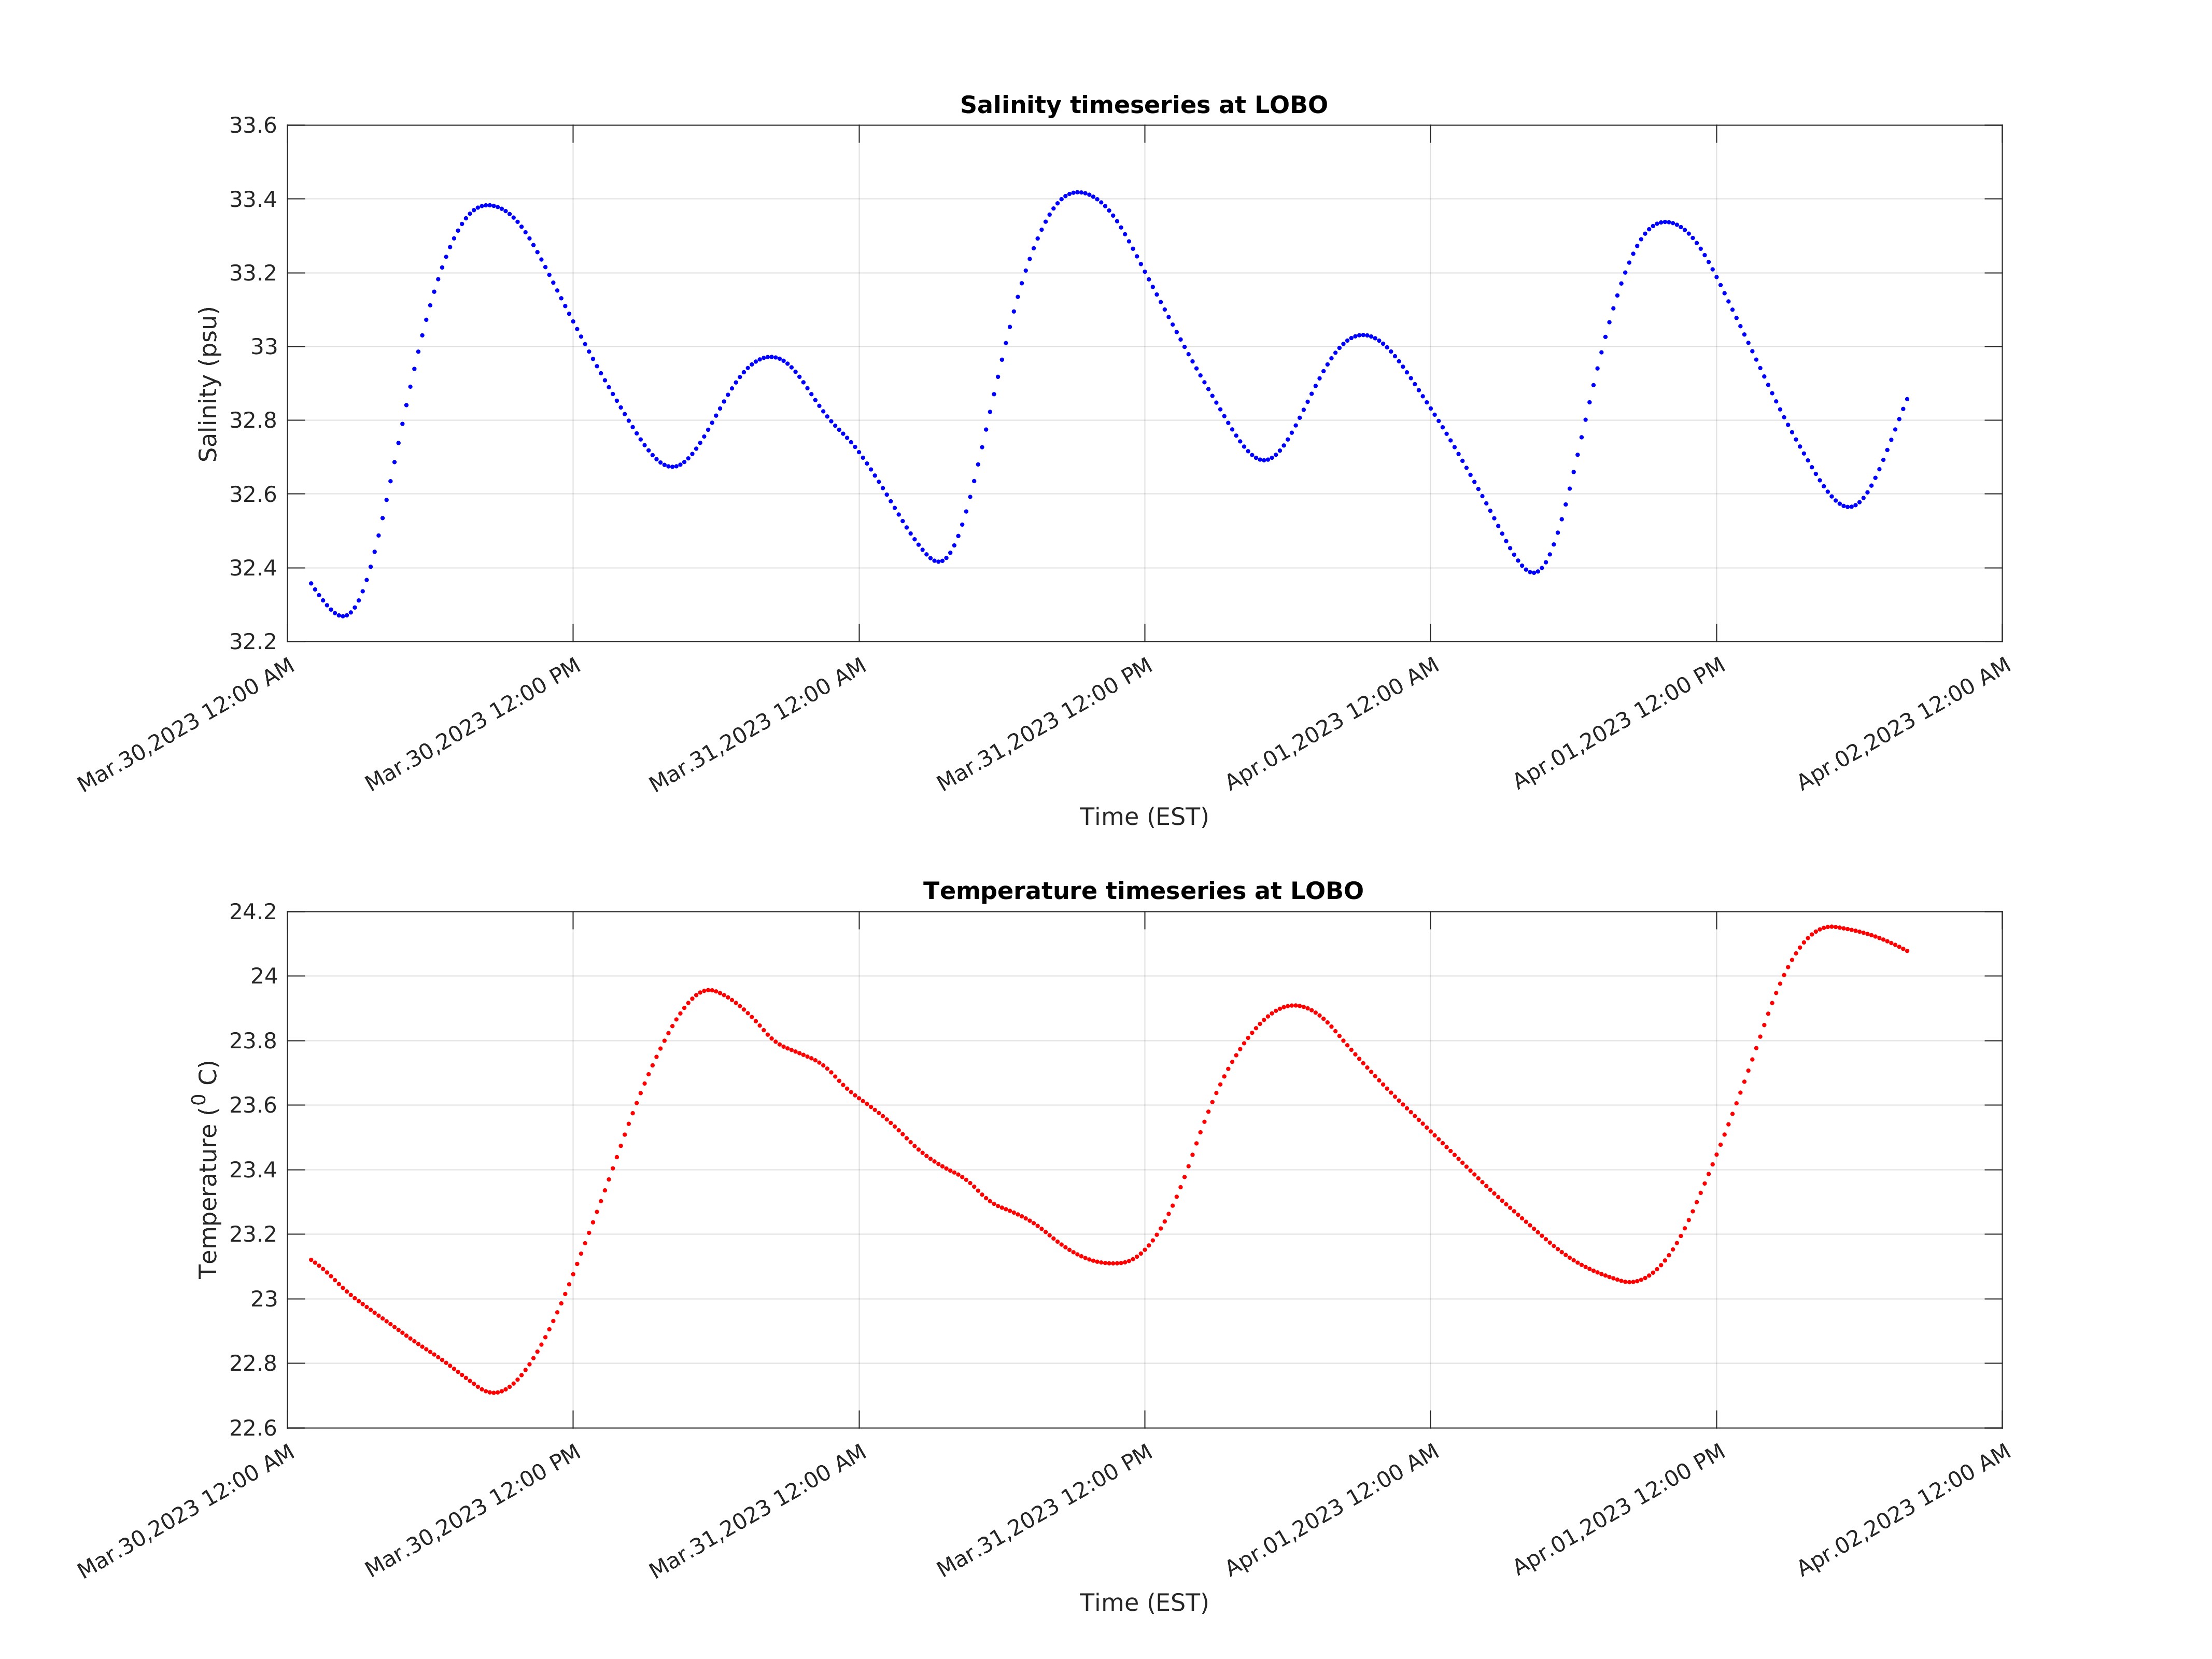 Salinity timeseries at LOBO
33.6
33.4
33.2
33
32.8
32.6
32.4
32.2
Salinity (psu)
Mar.30,2023 12:00 AM
Mar.30,2023 12:00 PM
Mar.31,2023 12:00 AM
Mar.31,2023 12:00 PM
Apr.01,2023 12:00 AM
Apr.01,2023 12:00 PM
Apr.02,2023 12:00 AM
Time (EST)
Temperature timeseries at LOBO
24.2
24
23.8
23.6
23.4
23.2
23
22.8
22.6
Temperature (⁰ C)
Mar.30,2023 12:00 AM
Mar.30,2023 12:00 PM
Mar.31,2023 12:00 AM
Mar.31,2023 12:00 PM
Apr.01,2023 12:00 AM
Apr.01,2023 12:00 PM
Apr.02,2023 12:00 AM
Time (EST)